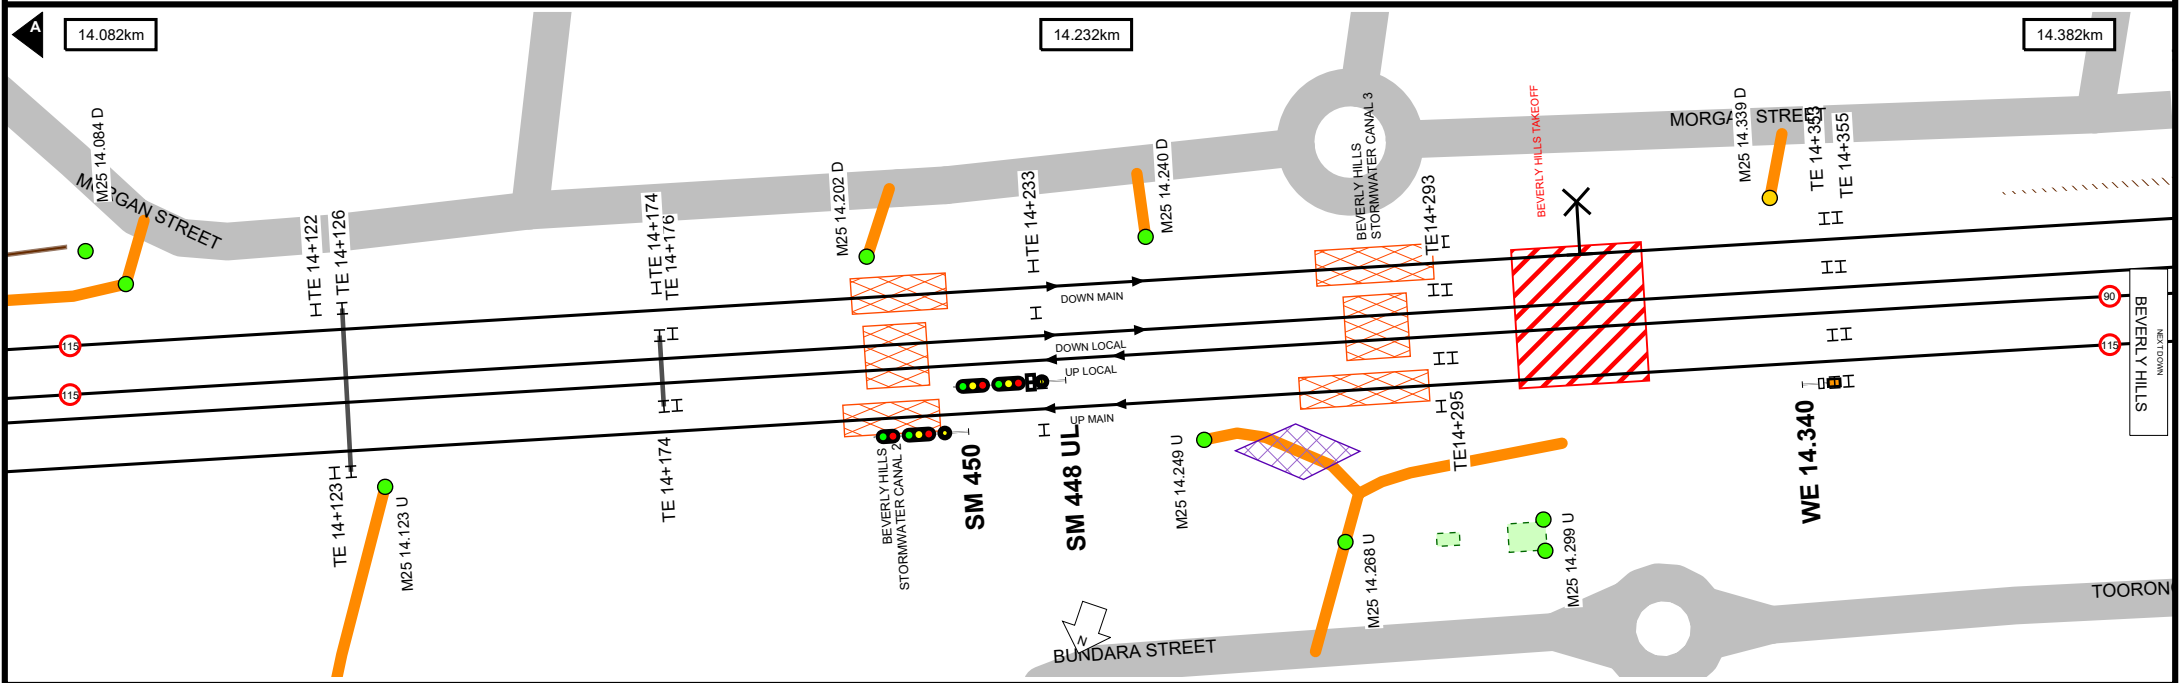 A
14.082km
14.232km
14.382km
M25 14.084 D
MORGAN STREET
TE 14+122
TE 14+126
TE 14+174
TE 14+176
M25 14.202 D
TE 14+233
M25 14.240 D
BEVERLY HILLS
STORMWATER CANAL 3
TE14+293
BEVERLY HILLS TAKEOFF
MORGAN STREET
M25 14.339 D
TE 14+353
TE 14+355
DOWN MAIN
DOWN LOCAL
UP LOCAL
UP MAIN
115
115
90
115
BEVERLY HILLS
NEXT DOWN
TE 14+123
M25 14.123 U
TE 14+174
BEVERLY HILLS
STORMWATER CANAL 2
SM 450
SM 448 UL
M25 14.249 U
M25 14.268 U
TE14+295
M25 14.299 U
WE 14.340
N
BUNDARA STREET
TOORONG